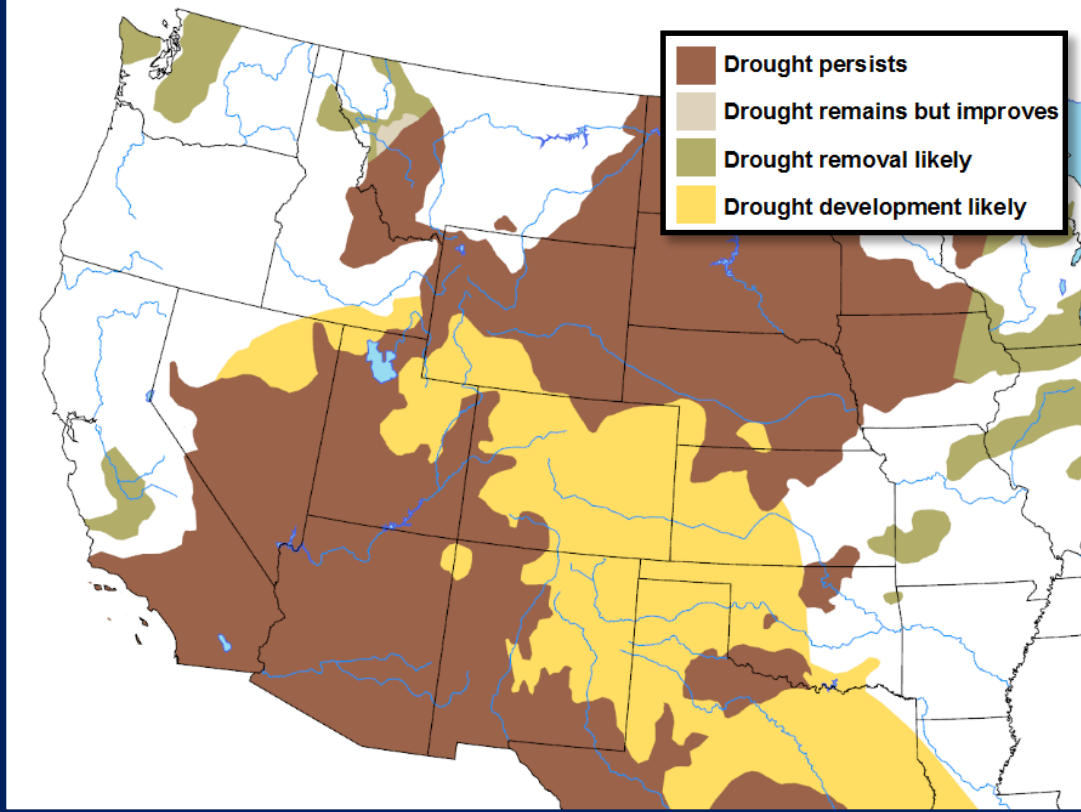 Drought persists
Drought remains but improves
Drought removal likely
Drought development likely